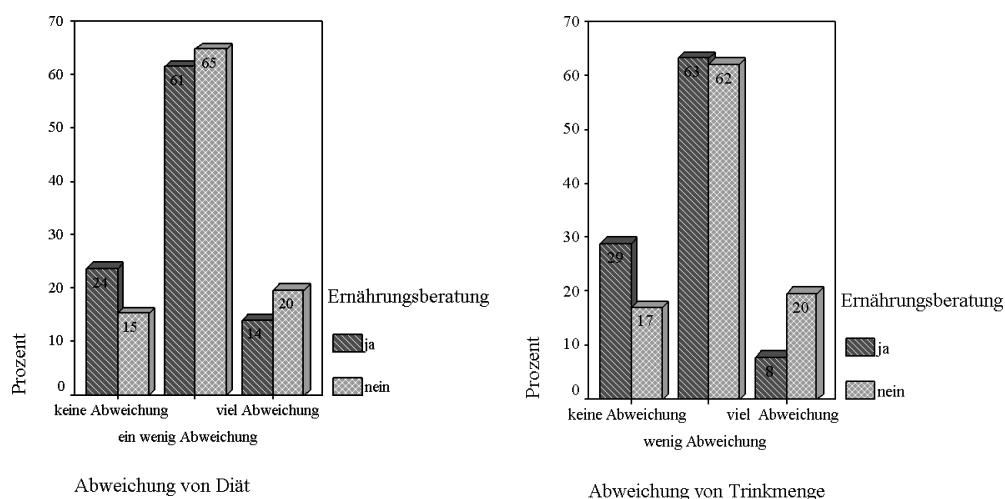 70
60
50
40
30
20
10
0
Prozent
24
15
61
65
14
20
keine Abweichung
viel Abweichung
ein wenig Abweichung
Abweichung von Diät
Ernährungsberatung
ja
nein
70
60
50
40
30
20
10
0
Prozent
29
17
63
62
8
20
keine Abweichung
viel Abweichung
wenig Abweichung
Abweichung von Trinkmenge
Ernährungsberatung
ja
nein